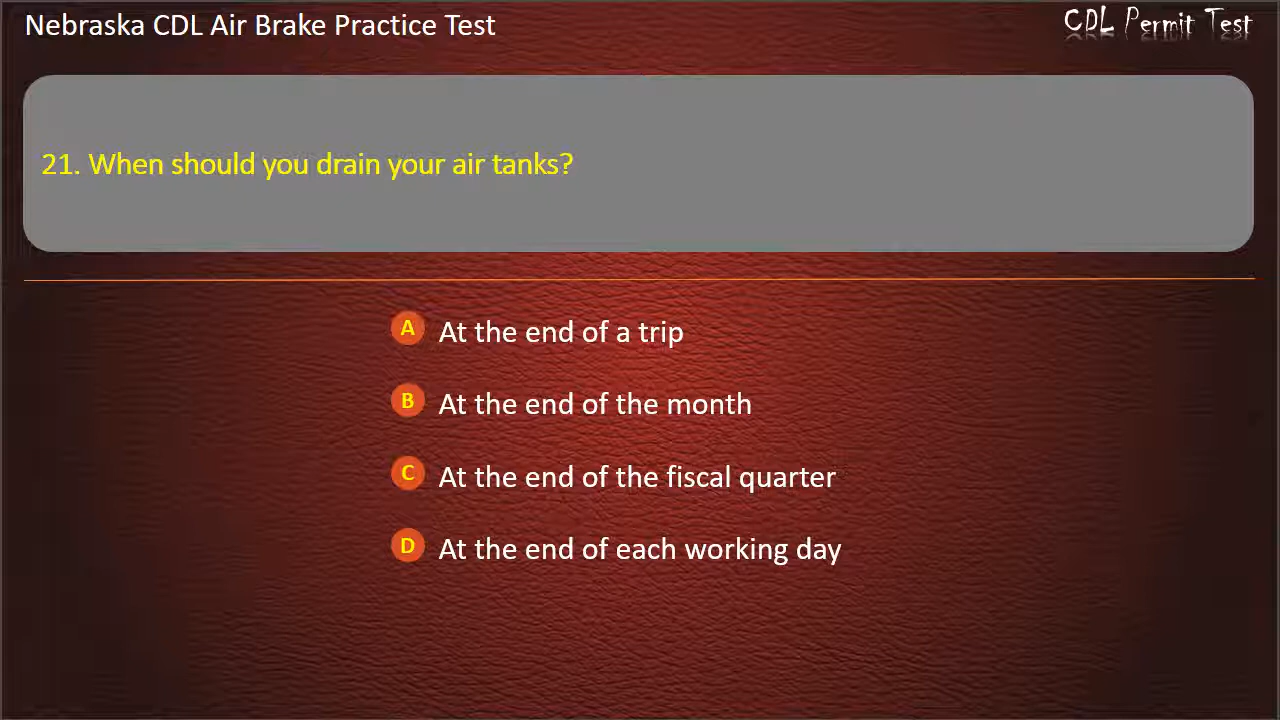 Nebraska CDL Air Brake Practice Test
CDL Permit Test
21. When should you drain your air tanks?
A At the end of a trip
B At the end of the month
C At the end of the fiscal quarter
D At the end of each working day